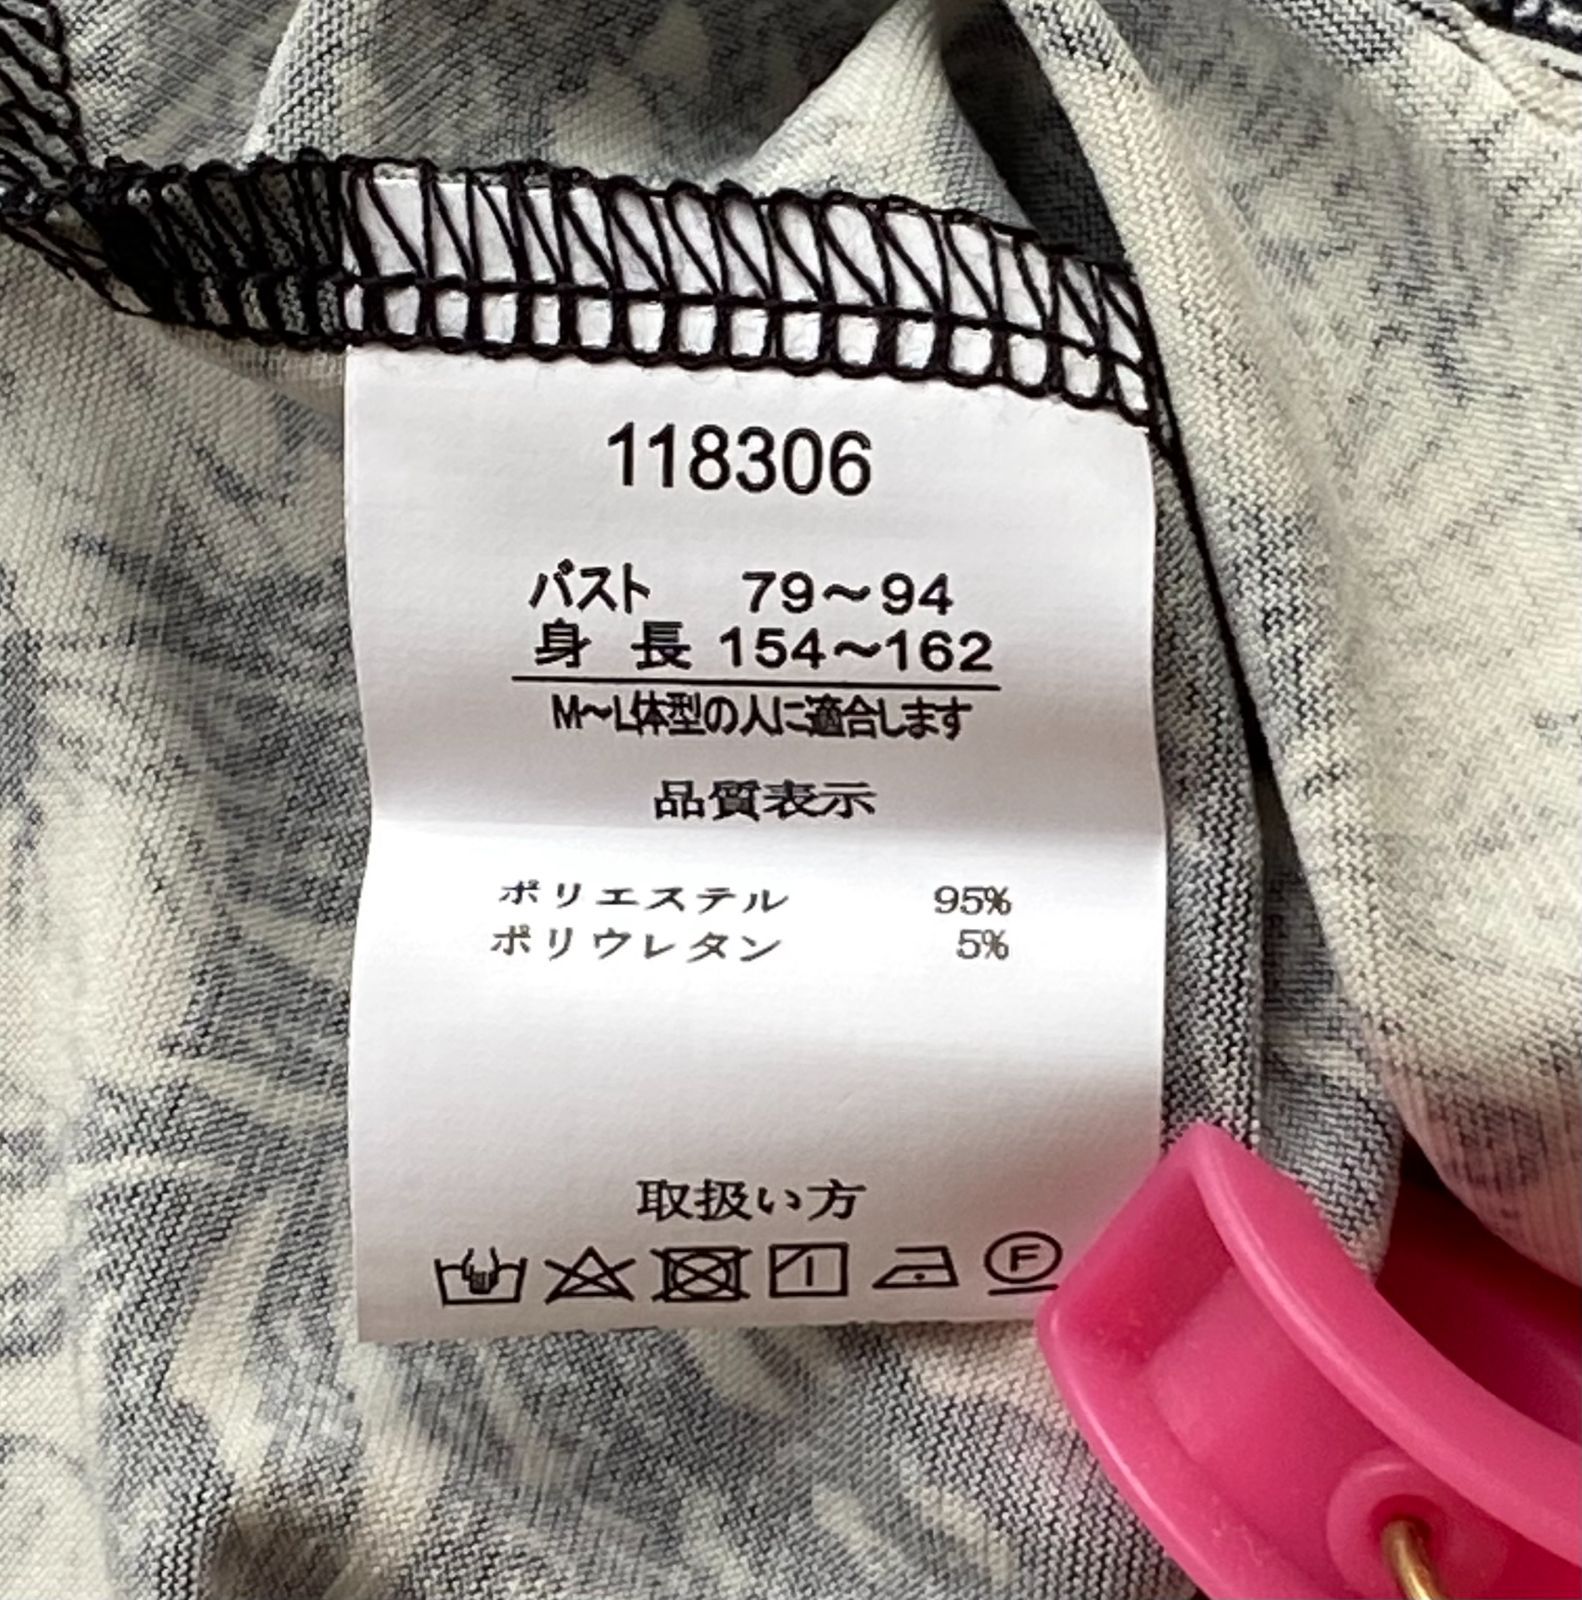 118306
バスト 79～94
身 長 154～162
M～L体型の人に適合します
品質表示
ポリエステル 95%
ポリウレタン 5%
取扱い方
F